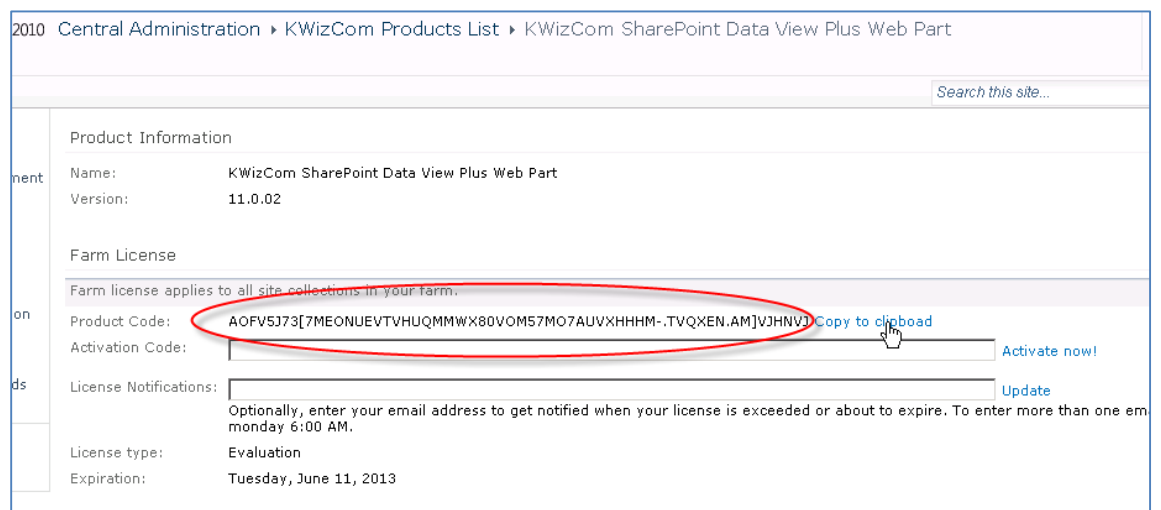 2010 Central Administration ▸ KWizCom Products List ▸ KWizCom SharePoint Data View Plus Web Part
Search this site...
Product Information
Name: KWizCom SharePoint Data View Plus Web Part
Version: 11.0.02
Farm License
Farm license applies to all site collections in your farm.
on
Product Code: AOFV5J73[7MEONUEVTVHUQMMWX80VOM57MO7AUVXHHHM-.TVQXEN.AM]VJHNVJ Copy to clipboad
Activation Code: Activate now!
ds
License Notifications: Update
Optionally, enter your email address to get notified when your license is exceeded or about to expire. To enter more than one em
monday 6:00 AM.
License type: Evaluation
Expiration: Tuesday, June 11, 2013